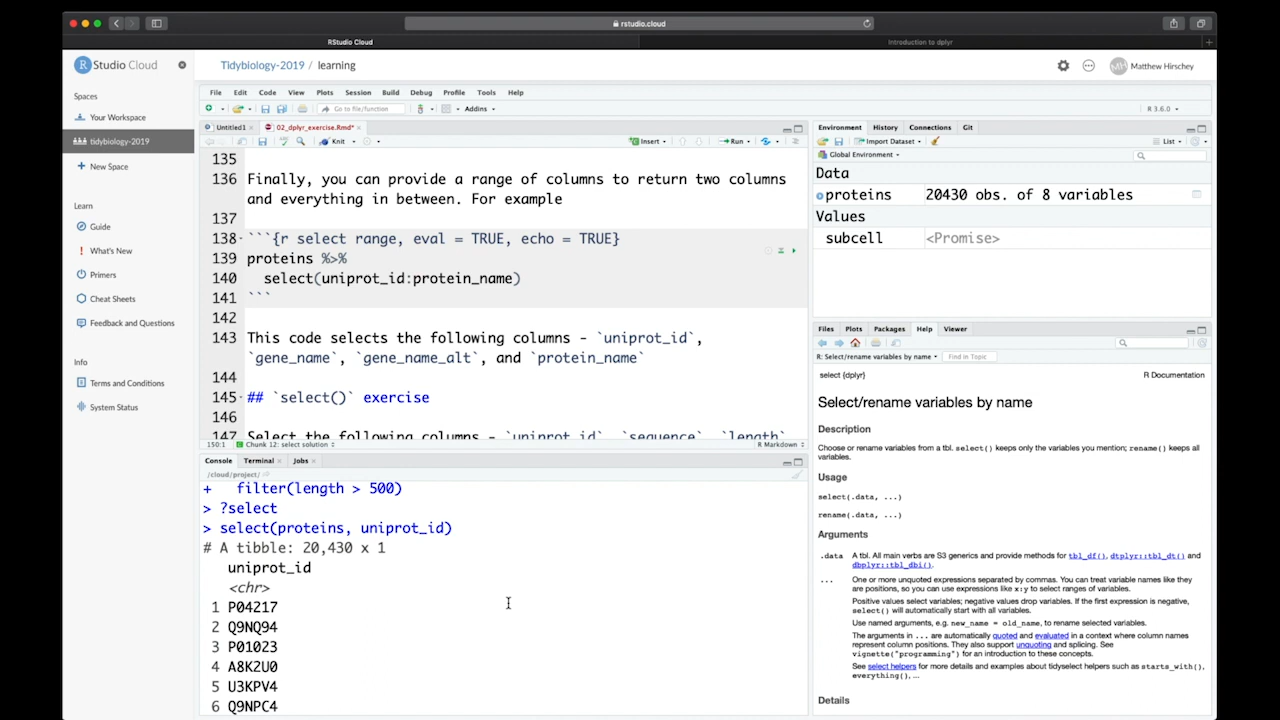 rstudio.cloud
RStudio Cloud
Introduction to dplyr
R Studio Cloud
Tidybiology-2019 / learning
MH Matthew Hirschey
Spaces
Your Workspace
tidybiology-2019
New Space
Learn
Guide
What's New
Primers
Cheat Sheets
Feedback and Questions
Info
Terms and Conditions
System Status
File Edit Code View Plots Session Build Debug Profile Tools Help
Go to file/function
Addins
R 3.6.0
Untitled1
02_dplyr_exercise.Rmd*
Knit
Insert
Run
135
136 Finally, you can provide a range of columns to return two columns
and everything in between. For example
137
138 ```{r select range, eval = TRUE, echo = TRUE}
139 proteins %>%
140 select(uniprot_id:protein_name)
141 ```
142
143 This code selects the following columns - `uniprot_id`,
`gene_name`, `gene_name_alt`, and `protein_name`
144
145 ## `select()` exercise
146
147 Select the following columns - `uniprot_id`, `sequence`, `length`
150:1 Chunk 12: select solution
R Markdown
Console Terminal Jobs
/cloud/project/
+ filter(length > 500)
> ?select
> select(proteins, uniprot_id)
# A tibble: 20,430 x 1
uniprot_id
<chr>
1 P04217
2 Q9NQ94
3 P01023
4 A8K2U0
5 U3KPV4
6 Q9NPC4
Environment History Connections Git
Import Dataset
List
Global Environment
Data
proteins 20430 obs. of 8 variables
Values
subcell <Promise>
Files Plots Packages Help Viewer
R: Select/rename variables by name
Find in Topic
select {dplyr}
R Documentation
Select/rename variables by name
Description
Choose or rename variables from a tbl. select() keeps only the variables you mention; rename() keeps all
variables.
Usage
select(.data, ...)
rename(.data, ...)
Arguments
.data A tbl. All main verbs are S3 generics and provide methods for tbl_df(), dtplyr::tbl_dt() and
dbplyr::tbl_dbi().
... One or more unquoted expressions separated by commas. You can treat variable names like they
are positions, so you can use expressions like x:y to select ranges of variables.
Positive values select variables; negative values drop variables. If the first expression is negative,
select() will automatically start with all variables.
Use named arguments, e.g. new_name = old_name, to rename selected variables.
The arguments in ... are automatically quoted and evaluated in a context where column names
represent column positions. They also support unquoting and splicing. See
vignette("programming") for an introduction to these concepts.
See select helpers for more details and examples about tidyselect helpers such as starts_with(),
everything(), ...
Details